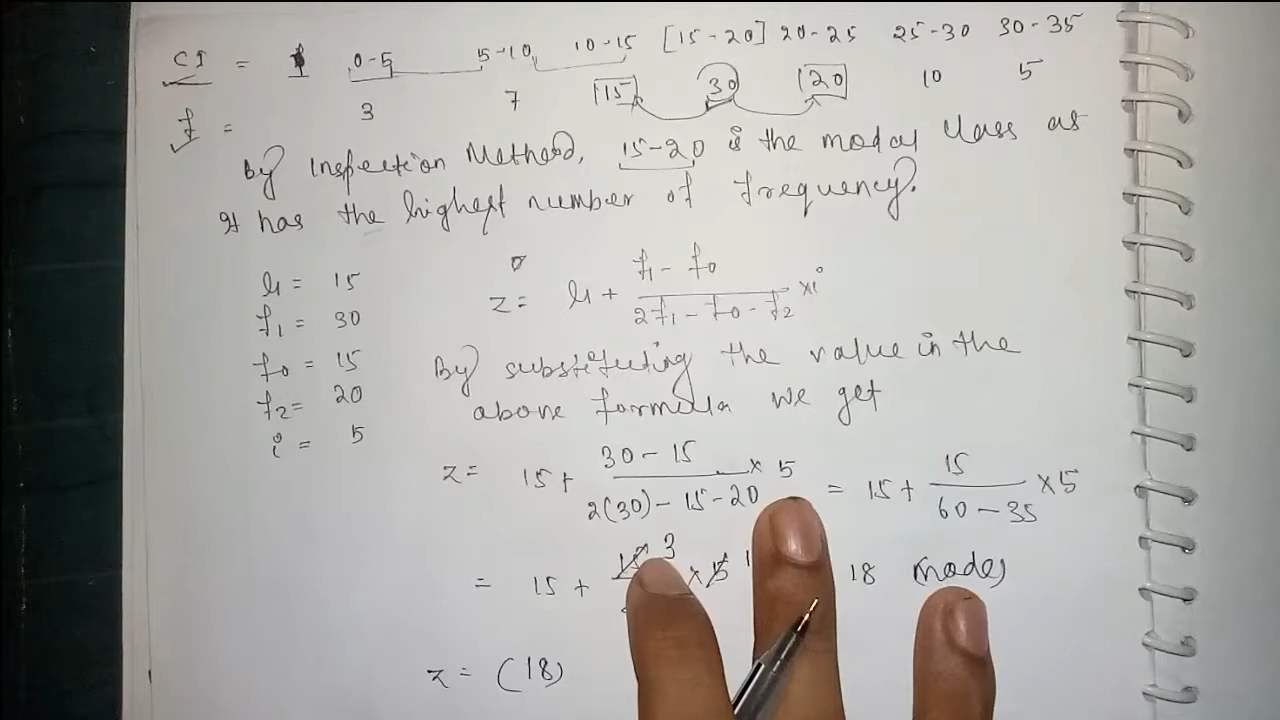 CI = 0-5 5-10 10-15 [15-20] 20-25 25-30 30-35
f = 3 7 15 30 20 10 5
By Inspection Method, 15-20 is the modal class as
It has the highest number of frequency.
l1 = 15
f1 = 30
f0 = 15
f2 = 20
i = 5
z = l1 + f1 - f0 / 2f1 - f0 - f2 × i
By substituting the value in the
above formula we get
z = 15 + 30 - 15 / 2(30) - 15 - 20 × 5 = 15 + 15 / 60 - 35 × 5
= 15 + 15 3 × 5 18 modes
z = (18)